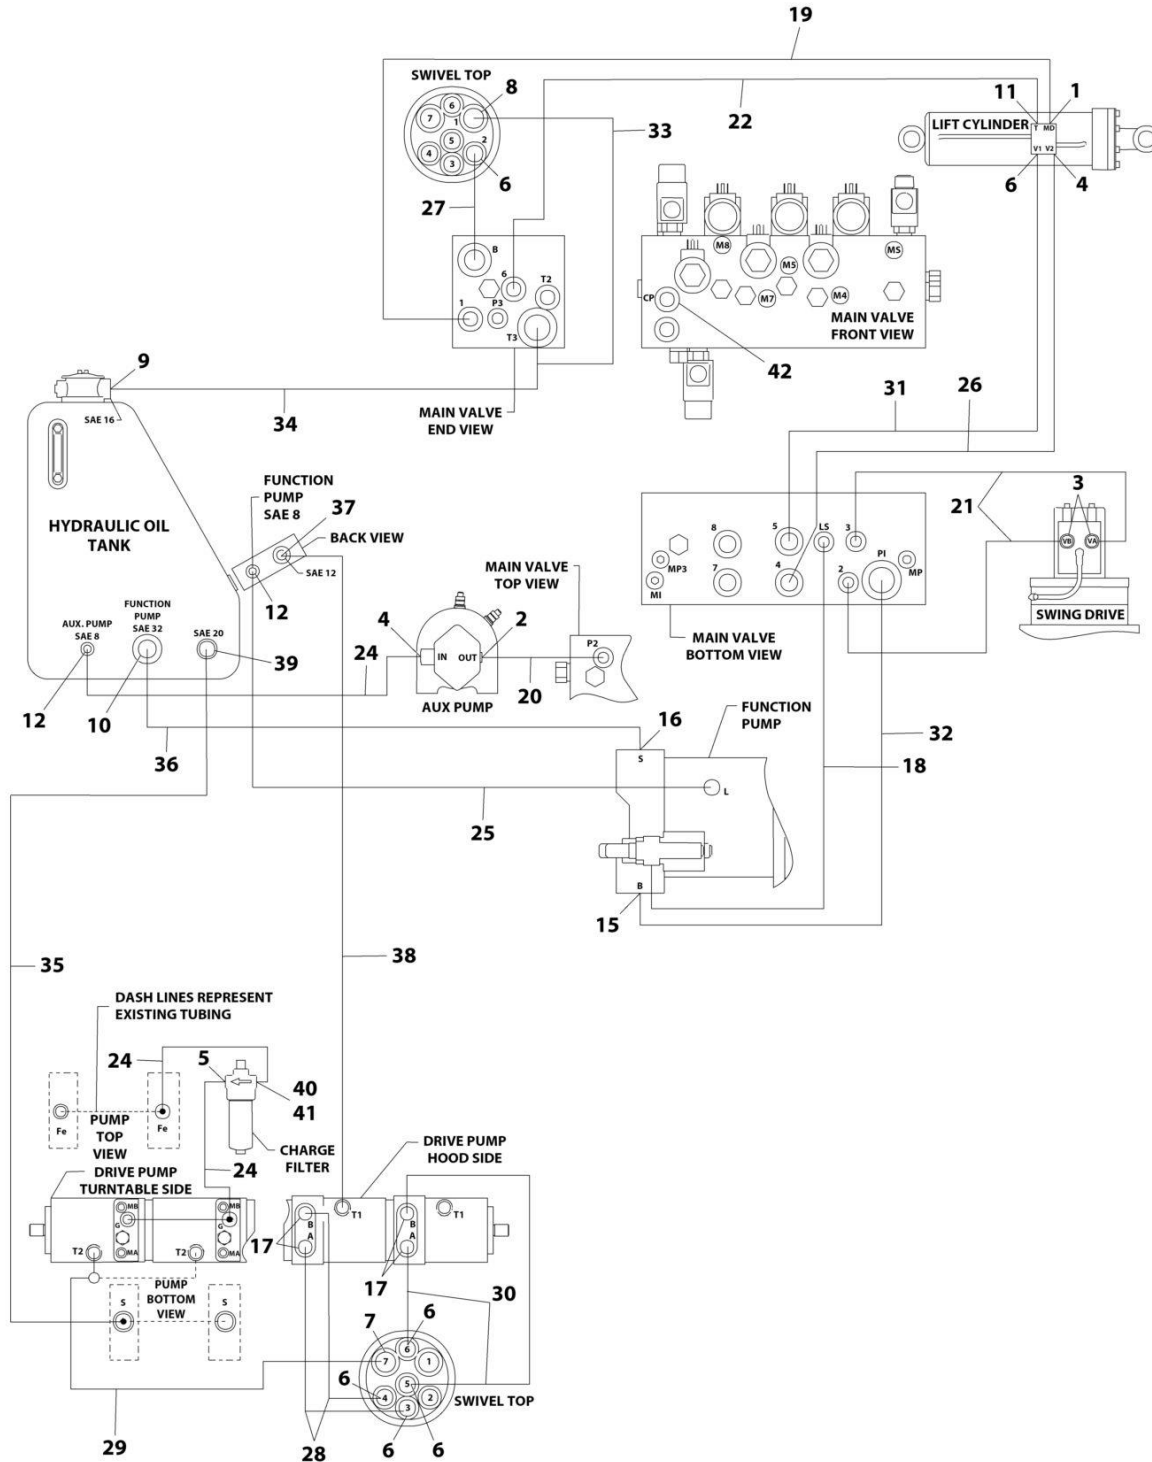 19
SWIVEL TOP
8
6
7
1
5
2
4
3
6
33
22
11
1
LIFT CYLINDER
T MD
V1 V2
6
4
27
B
6
T2
1
P3
T3
M8
MS
M5
CP
M7
M4
MAIN VALVE
FRONT VIEW
42
9
SAE 16
34
MAIN VALVE
END VIEW
31
26
FUNCTION
PUMP
SAE 8
37
BACK VIEW
SAE 12
12
HYDRAULIC OIL
TANK
AUX. PUMP
SAE 8
FUNCTION
PUMP
SAE 32
SAE 20
12
10
39
36
MAIN VALVE
TOP VIEW
4
2
IN
OUT
P2
24
20
AUX PUMP
8
5
LS
3
PI
MP3
7
4
2
MP
MI
MAIN VALVE
BOTTOM VIEW
21
3
VB
VA
SWING DRIVE
16
FUNCTION
PUMP
S
L
B
15
32
18
25
35
38
DASH LINES REPRESENT
EXISTING TUBING
24
5
40
41
Fe
PUMP
TOP
VIEW
Fe
CHARGE
FILTER
24
DRIVE PUMP
TURNTABLE SIDE
DRIVE PUMP
HOOD SIDE
MB
G
MA
MB
G
MA
T2
T2
B
A
T1
B
A
T1
17
17
PUMP
BOTTOM
VIEW
S
S
30
7
6
6
7
1
5
6
4
2
3
SWIVEL TOP
29
28
6
6